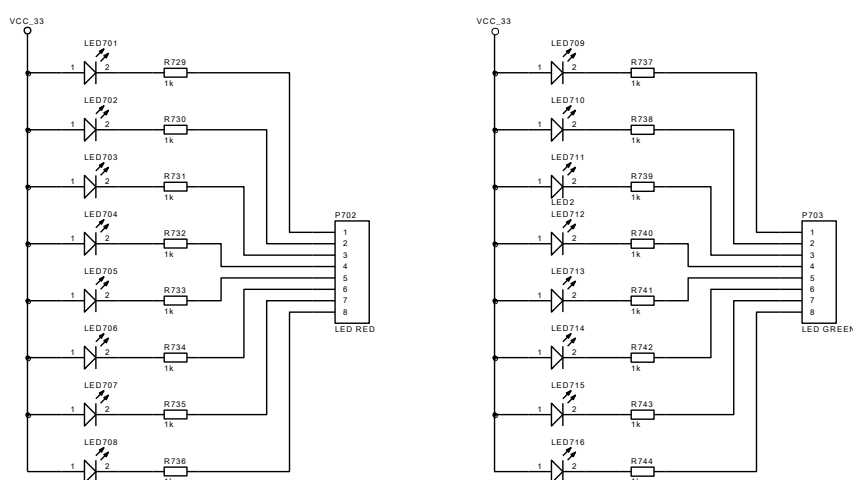 VCC_33
LED701
1 2
R729
1k
LED702
1 2
R730
1k
LED703
1 2
R731
1k
LED704
1 2
R732
1k
LED705
1 2
R733
1k
LED706
1 2
R734
1k
LED707
1 2
R735
1k
LED708
1 2
R736
1k
P702
1
2
3
4
5
6
7
8
LED RED
VCC_33
LED709
1 2
R737
1k
LED710
1 2
R738
1k
LED711
1 2
R739
1k
LED2
LED712
1 2
R740
1k
LED713
1 2
R741
1k
LED714
1 2
R742
1k
LED715
1 2
R743
1k
LED716
1 2
R744
1k
P703
1
2
3
4
5
6
7
8
LED GREEN